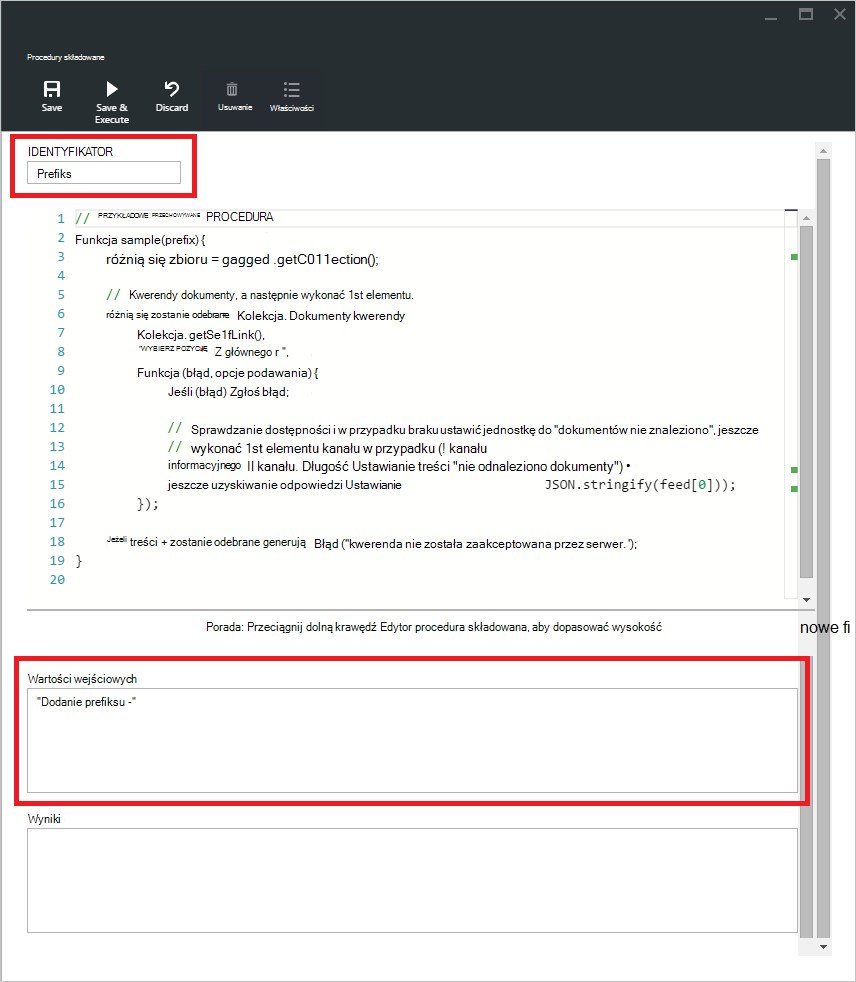 Procedury składowane
Save
Save & Execute
Discard
Usuwanie
Właściwości
IDENTYFIKATOR
Prefiks
1 // PRZYKŁADOWE PRZECHOWYWANE PROCEDURA
2 Funkcja sample(prefix) {
3 różnią się zbioru = gagged .getC011ection();
4
5 // Kwerendy dokumenty, a następnie wykonać 1st elementu.
6 różnią się zostanie odebrane Kolekcja. Dokumenty kwerendy
7 Kolekcja. getSe1fLink(),
8 "WYBIERZ POZYCJĘ, Z głównego r ",
9 Funkcja (błąd, opcje podawania) {
10 Jeśli (błąd) Zgłoś błąd;
11
12 // Sprawdzanie dostępności i w przypadku braku ustawić jednostkę do "dokumentów nie znaleziono", jeszcze
13 // wykonać 1st elementu kanału w przypadku (! kanału
14 informacyjnego II kanału. Długość Ustawianie treści "nie odnaleziono dokumenty") •
15 jeszcze uzyskiwanie odpowiedzi Ustawianie JSON.stringify(feed[0]));
16 });
17
18 Jeżeli treści + zostanie odebrane generują Błąd ("kwerenda nie została zaakceptowana przez serwer. ');
19 }
20
Porada: Przeciągnij dolną krawędź Edytor procedura składowana, aby dopasować wysokość
nowe fi
Wartości wejściowych
"Dodanie prefiksu -"
Wyniki